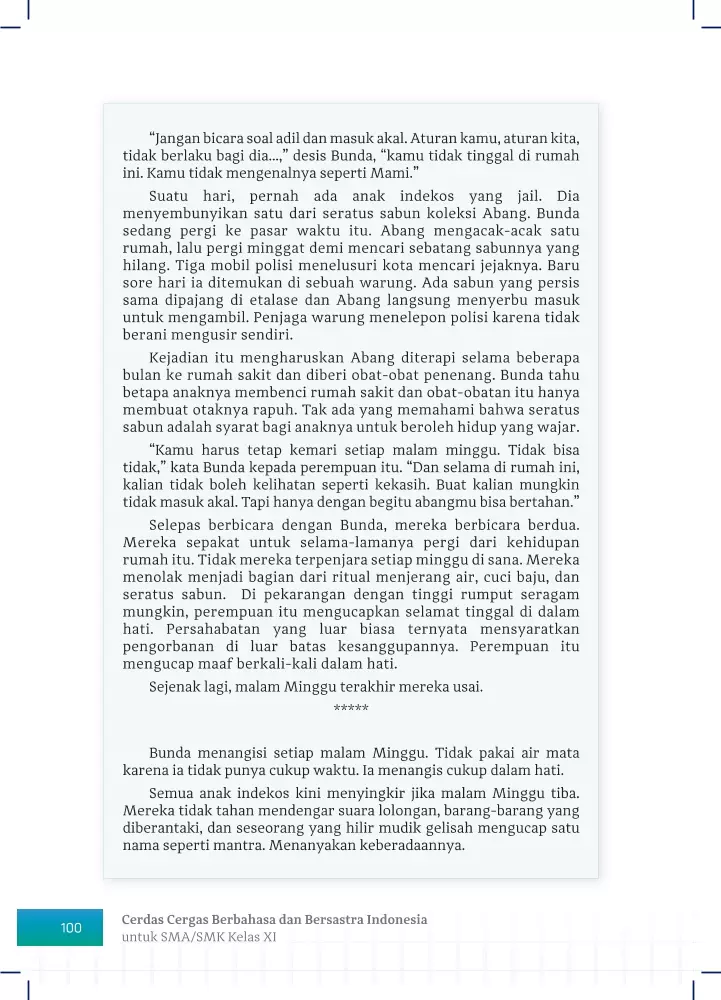 “Jangan bicara soal adil dan masuk akal. Aturan kamu, aturan kita,
tidak berlaku bagi dia...,” desis Bunda, “kamu tidak tinggal di rumah
ini. Kamu tidak mengenalnya seperti Mami.”
Suatu hari, pernah ada anak indekos yang jail. Dia
menyembunyikan satu dari seratus sabun koleksi Abang. Bunda
sedang pergi ke pasar waktu itu. Abang mengacak-acak satu
rumah, lalu pergi minggat demi mencari sebatang sabunnya yang
hilang. Tiga mobil polisi menelusuri kota mencari jejaknya. Baru
sore hari ia ditemukan di sebuah warung. Ada sabun yang persis
sama dipajang di etalase dan Abang langsung menyerbu masuk
untuk mengambil. Penjaga warung menelepon polisi karena tidak
berani mengusir sendiri.
Kejadian itu mengharuskan Abang diterapi selama beberapa
bulan ke rumah sakit dan diberi obat-obat penenang. Bunda tahu
betapa anaknya membenci rumah sakit dan obat-obatan itu hanya
membuat otaknya rapuh. Tak ada yang memahami bahwa seratus
sabun adalah syarat bagi anaknya untuk beroleh hidup yang wajar.
“Kamu harus tetap kemari setiap malam minggu. Tidak bisa
tidak,” kata Bunda kepada perempuan itu. “Dan selama di rumah ini,
kalian tidak boleh kelihatan seperti kekasih. Buat kalian mungkin
tidak masuk akal. Tapi hanya dengan begitu abangmu bisa bertahan.”
Selepas berbicara dengan Bunda, mereka berbicara berdua.
Mereka sepakat untuk selama-lamanya pergi dari kehidupan
rumah itu. Tidak mereka terpenjara setiap minggu di sana. Mereka
menolak menjadi bagian dari ritual menjerang air, cuci baju, dan
seratus sabun. Di pekarangan dengan tinggi rumput seragam
mungkin, perempuan itu mengucapkan selamat tinggal di dalam
hati. Persahabatan yang luar biasa ternyata mensyaratkan
pengorbanan di luar batas kesanggupannya. Perempuan itu
mengucap maaf berkali-kali dalam hati.
Sejenak lagi, malam Minggu terakhir mereka usai.
*****
Bunda menangisi setiap malam Minggu. Tidak pakai air mata
karena ia tidak punya cukup waktu. Ia menangis cukup dalam hati.
Semua anak indekos kini menyingkir jika malam Minggu tiba.
Mereka tidak tahan mendengar suara lolongan, barang-barang yang
diberantaki, dan seseorang yang hilir mudik gelisah mengucap satu
nama seperti mantra. Menanyakan keberadaannya.
100
Cerdas Cergas Berbahasa dan Bersastra Indonesia
untuk SMA/SMK Kelas XI